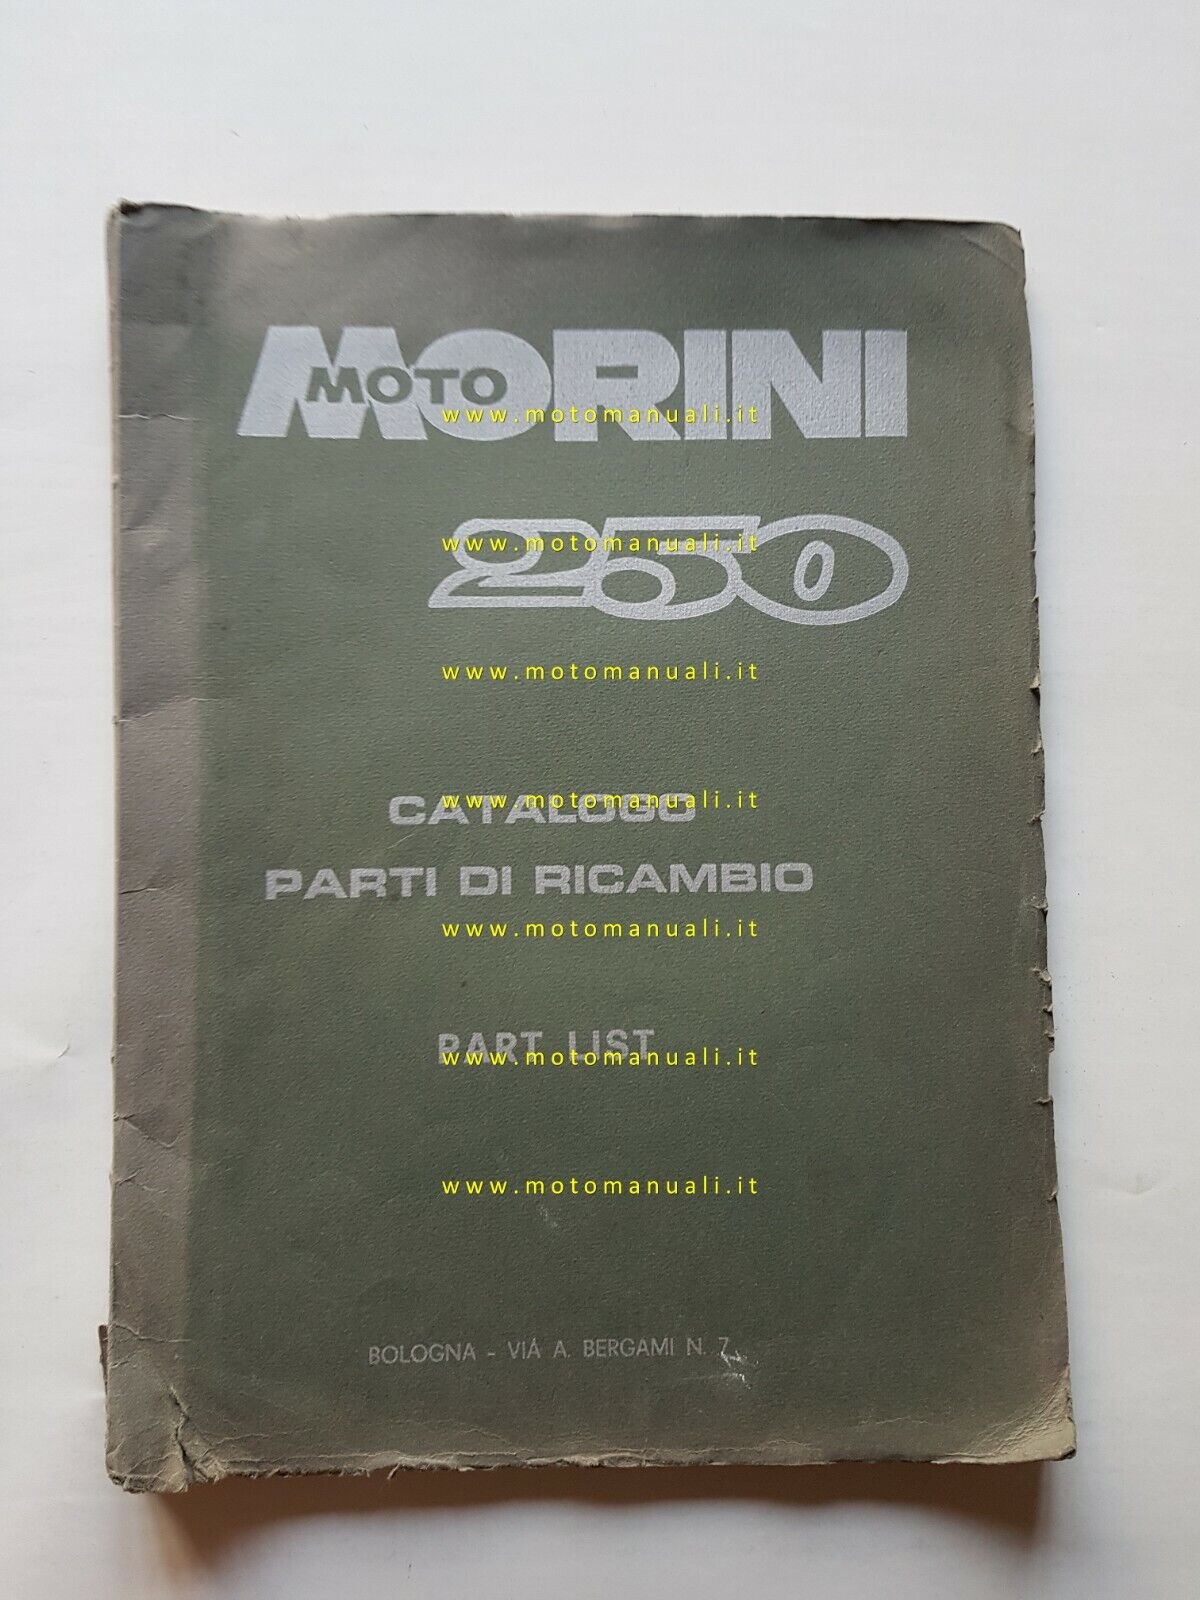 MOTO MORINI
www.motomanuali.it
250
www.motomanuali.it
www.motomanuali.it
CATALOGO
www.motomanuali.it
PARTI DI RICAMBIO
www.motomanuali.it
PART LIST
www.motomanuali.it
www.motomanuali.it
BOLOGNA - VIA A. BERGAMI N. 7